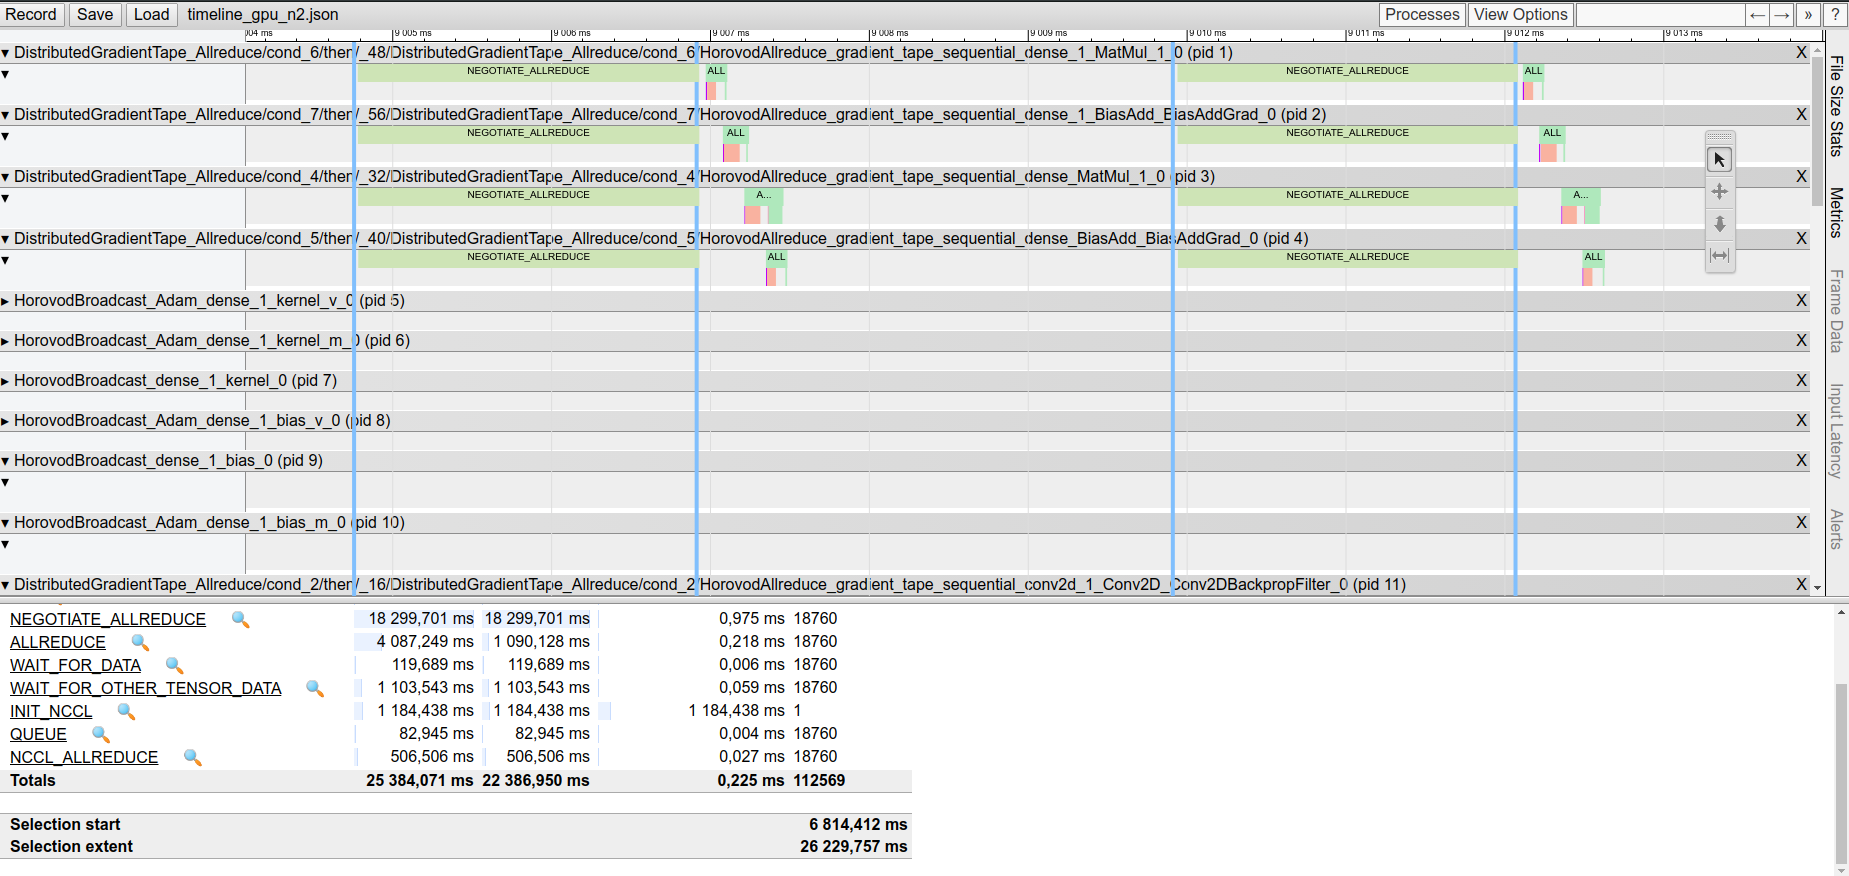 Record Save Load timeline_gpu_n2.json Processes View Options ← → » ?
9 005 ms 9 006 ms 9 007 ms 9 008 ms 9 009 ms 9 010 ms 9 011 ms 9 012 ms 9 013 ms
DistributedGradientTape_Allreduce/cond_6/then/_48/DistributedGradientTape_Allreduce/cond_6/HorovodAllreduce_gradient_tape_sequential_dense_1_MatMul_1_0 (pid 1) X
NEGOTIATE_ALLREDUCE ALL NEGOTIATE_ALLREDUCE ALL
DistributedGradientTape_Allreduce/cond_7/then/_56/DistributedGradientTape_Allreduce/cond_7/HorovodAllreduce_gradient_tape_sequential_dense_1_BiasAdd_BiasAddGrad_0 (pid 2) X
NEGOTIATE_ALLREDUCE ALL NEGOTIATE_ALLREDUCE ALL
DistributedGradientTape_Allreduce/cond_4/then/_32/DistributedGradientTape_Allreduce/cond_4/HorovodAllreduce_gradient_tape_sequential_dense_MatMul_1_0 (pid 3) X
NEGOTIATE_ALLREDUCE A... NEGOTIATE_ALLREDUCE A...
DistributedGradientTape_Allreduce/cond_5/then/_40/DistributedGradientTape_Allreduce/cond_5/HorovodAllreduce_gradient_tape_sequential_dense_BiasAdd_BiasAddGrad_0 (pid 4) X
NEGOTIATE_ALLREDUCE ALL NEGOTIATE_ALLREDUCE ALL
HorovodBroadcast_Adam_dense_1_kernel_v_0 (pid 5) X
HorovodBroadcast_Adam_dense_1_kernel_m_0 (pid 6) X
HorovodBroadcast_dense_1_kernel_0 (pid 7) X
HorovodBroadcast_Adam_dense_1_bias_v_0 (pid 8) X
HorovodBroadcast_dense_1_bias_0 (pid 9) X
HorovodBroadcast_Adam_dense_1_bias_m_0 (pid 10) X
DistributedGradientTape_Allreduce/cond_2/then/_16/DistributedGradientTape_Allreduce/cond_2/HorovodAllreduce_gradient_tape_sequential_conv2d_1_Conv2D_Conv2DBackpropFilter_0 (pid 11) X
File Size Stats
Metrics
Frame Data
Input Latency
Alerts
NEGOTIATE_ALLREDUCE 18 299,701 ms 18 299,701 ms 0,975 ms 18760
ALLREDUCE 4 087,249 ms 1 090,128 ms 0,218 ms 18760
WAIT_FOR_DATA 119,689 ms 119,689 ms 0,006 ms 18760
WAIT_FOR_OTHER_TENSOR_DATA 1 103,543 ms 1 103,543 ms 0,059 ms 18760
INIT_NCCL 1 184,438 ms 1 184,438 ms 1 184,438 ms 1
QUEUE 82,945 ms 82,945 ms 0,004 ms 18760
NCCL_ALLREDUCE 506,506 ms 506,506 ms 0,027 ms 18760
Totals 25 384,071 ms 22 386,950 ms 0,225 ms 112569
Selection start 6 814,412 ms
Selection extent 26 229,757 ms